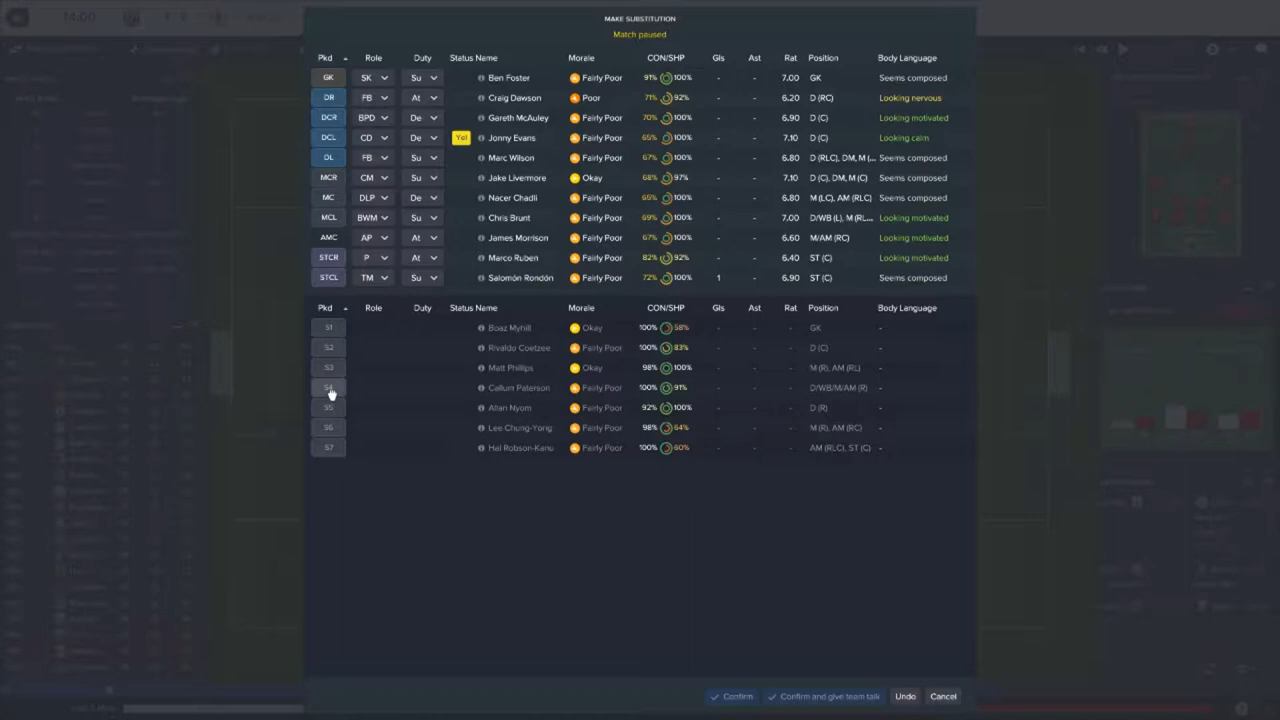 14:00
MAKE SUBSTITUTION
Match paused
Pkd Role Duty Status Name Morale CON/SHP Gls Ast Rat Position Body Language
GK SK Su Ben Foster Fairly Poor 91% 100% - - 7.00 GK Seems composed
DR FB At Craig Dawson Poor 71% 92% - - 6.20 D (RC) Looking nervous
DCR BPD De Gareth McAuley Fairly Poor 70% 100% - - 6.90 D (C) Looking motivated
DCL CD De Yel Jonny Evans Fairly Poor 65% 100% - - 7.10 D (C) Looking calm
DL FB Su Marc Wilson Fairly Poor 67% 100% - - 6.80 D (RLC), DM, M (... Seems composed
MCR CM Su Jake Livermore Okay 68% 97% - - 7.10 D (C), DM, M (C) Seems composed
MC DLP De Nacer Chadli Fairly Poor 65% 100% - - 6.80 M (LC), AM (RLC) Seems composed
MCL BWM Su Chris Brunt Fairly Poor 69% 100% - - 7.00 D/WB (L), M (RL... Looking motivated
AMC AP At James Morrison Fairly Poor 67% 100% - - 6.60 M/AM (RC) Looking motivated
STCR P At Marco Ruben Fairly Poor 82% 92% - - 6.40 ST (C) Looking motivated
STCL TM Su Salomón Rondón Fairly Poor 72% 100% 1 - 6.90 ST (C) Seems composed
Pkd Role Duty Status Name Morale CON/SHP Gls Ast Rat Position Body Language
S1 Boaz Myhill Okay 100% 58% - - - GK -
S2 Rivaldo Coetzee Fairly Poor 100% 83% - - - D (C) -
S3 Matt Phillips Okay 98% 100% - - - M (R), AM (RL) -
S4 Callum Paterson Fairly Poor 100% 91% - - - D/WB/M/AM (R) -
S5 Allan Nyom Fairly Poor 92% 100% - - - D (R) -
S6 Lee Chung-Yong Fairly Poor 98% 64% - - - M (R), AM (RC) -
S7 Hal Robson-Kanu Fairly Poor 100% 60% - - - AM (RLC), ST (C) -
Confirm Confirm and give team talk Undo Cancel